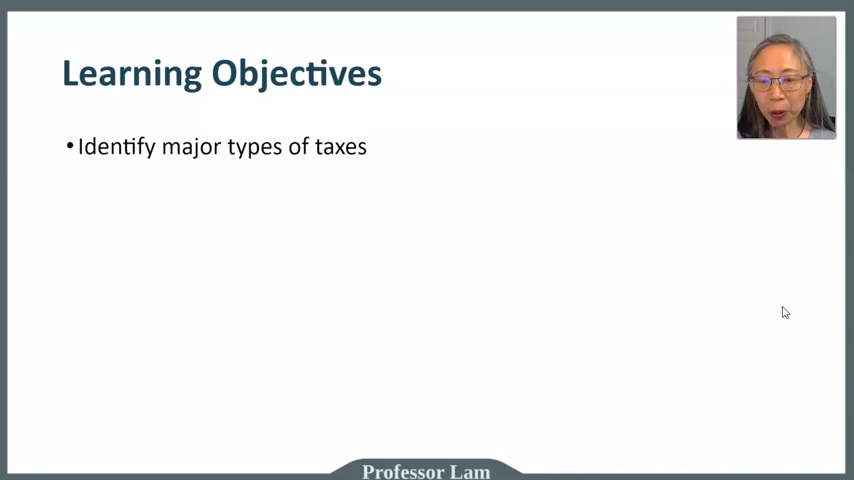 Learning Objectives
•Identify major types of taxes
Professor Lam